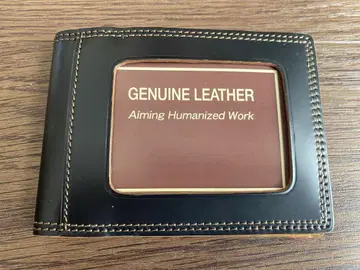 GENUINE LEATHER
Aiming Humanized Work